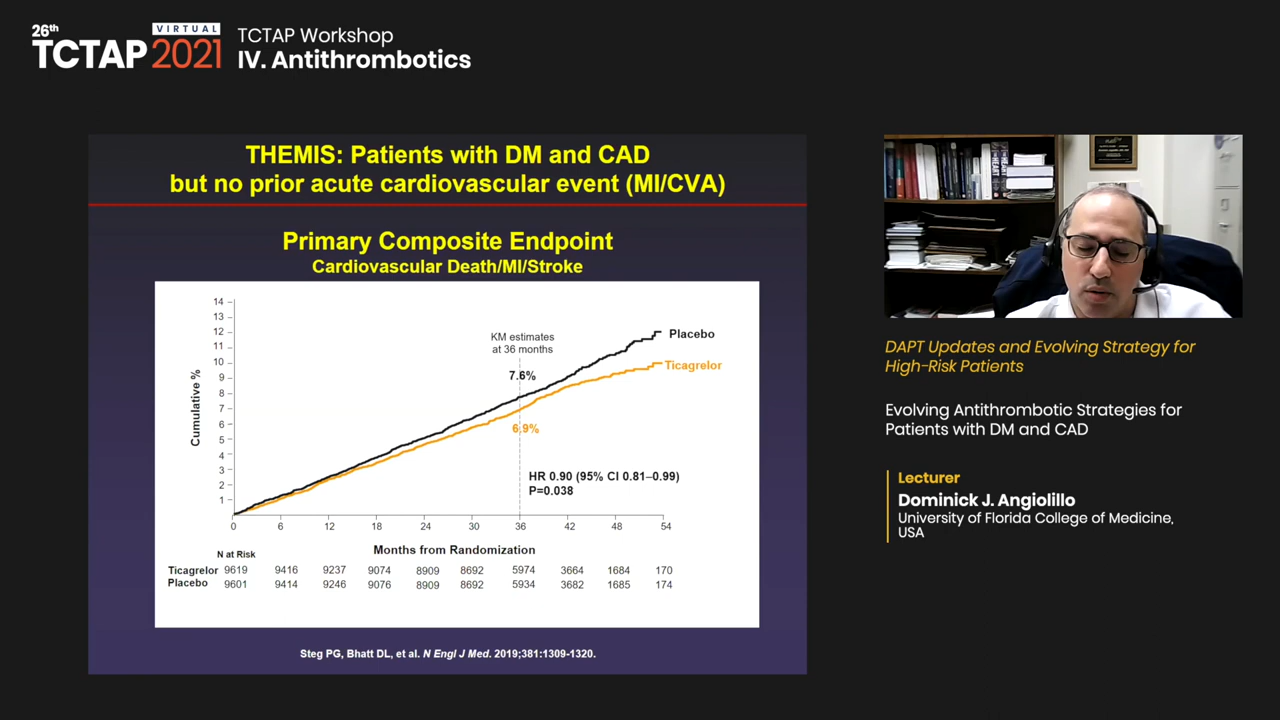 26th
VIRTUAL
TCTAP 2021
TCTAP Workshop
IV. Antithrombotics
THEMIS: Patients with DM and CAD
but no prior acute cardiovascular event (MI/CVA)
Primary Composite Endpoint
Cardiovascular Death/MI/Stroke
14
13
12
11
10
9
8
7
6
5
4
3
2
1
Cumulative %
KM estimates
at 36 months
7.6%
6.9%
Placebo
Ticagrelor
HR 0.90 (95% CI 0.81–0.99)
P=0.038
0 6 12 18 24 30 36 42 48 54
Months from Randomization
N at Risk
Ticagrelor 9619 9416 9237 9074 8909 8692 5974 3664 1684 170
Placebo 9601 9414 9246 9076 8909 8692 5934 3682 1685 174
Steg PG, Bhatt DL, et al. N Engl J Med. 2019;381:1309-1320.
HEART
DAPT Updates and Evolving Strategy for
High-Risk Patients
Evolving Antithrombotic Strategies for
Patients with DM and CAD
Lecturer
Dominick J. Angiolillo
University of Florida College of Medicine,
USA